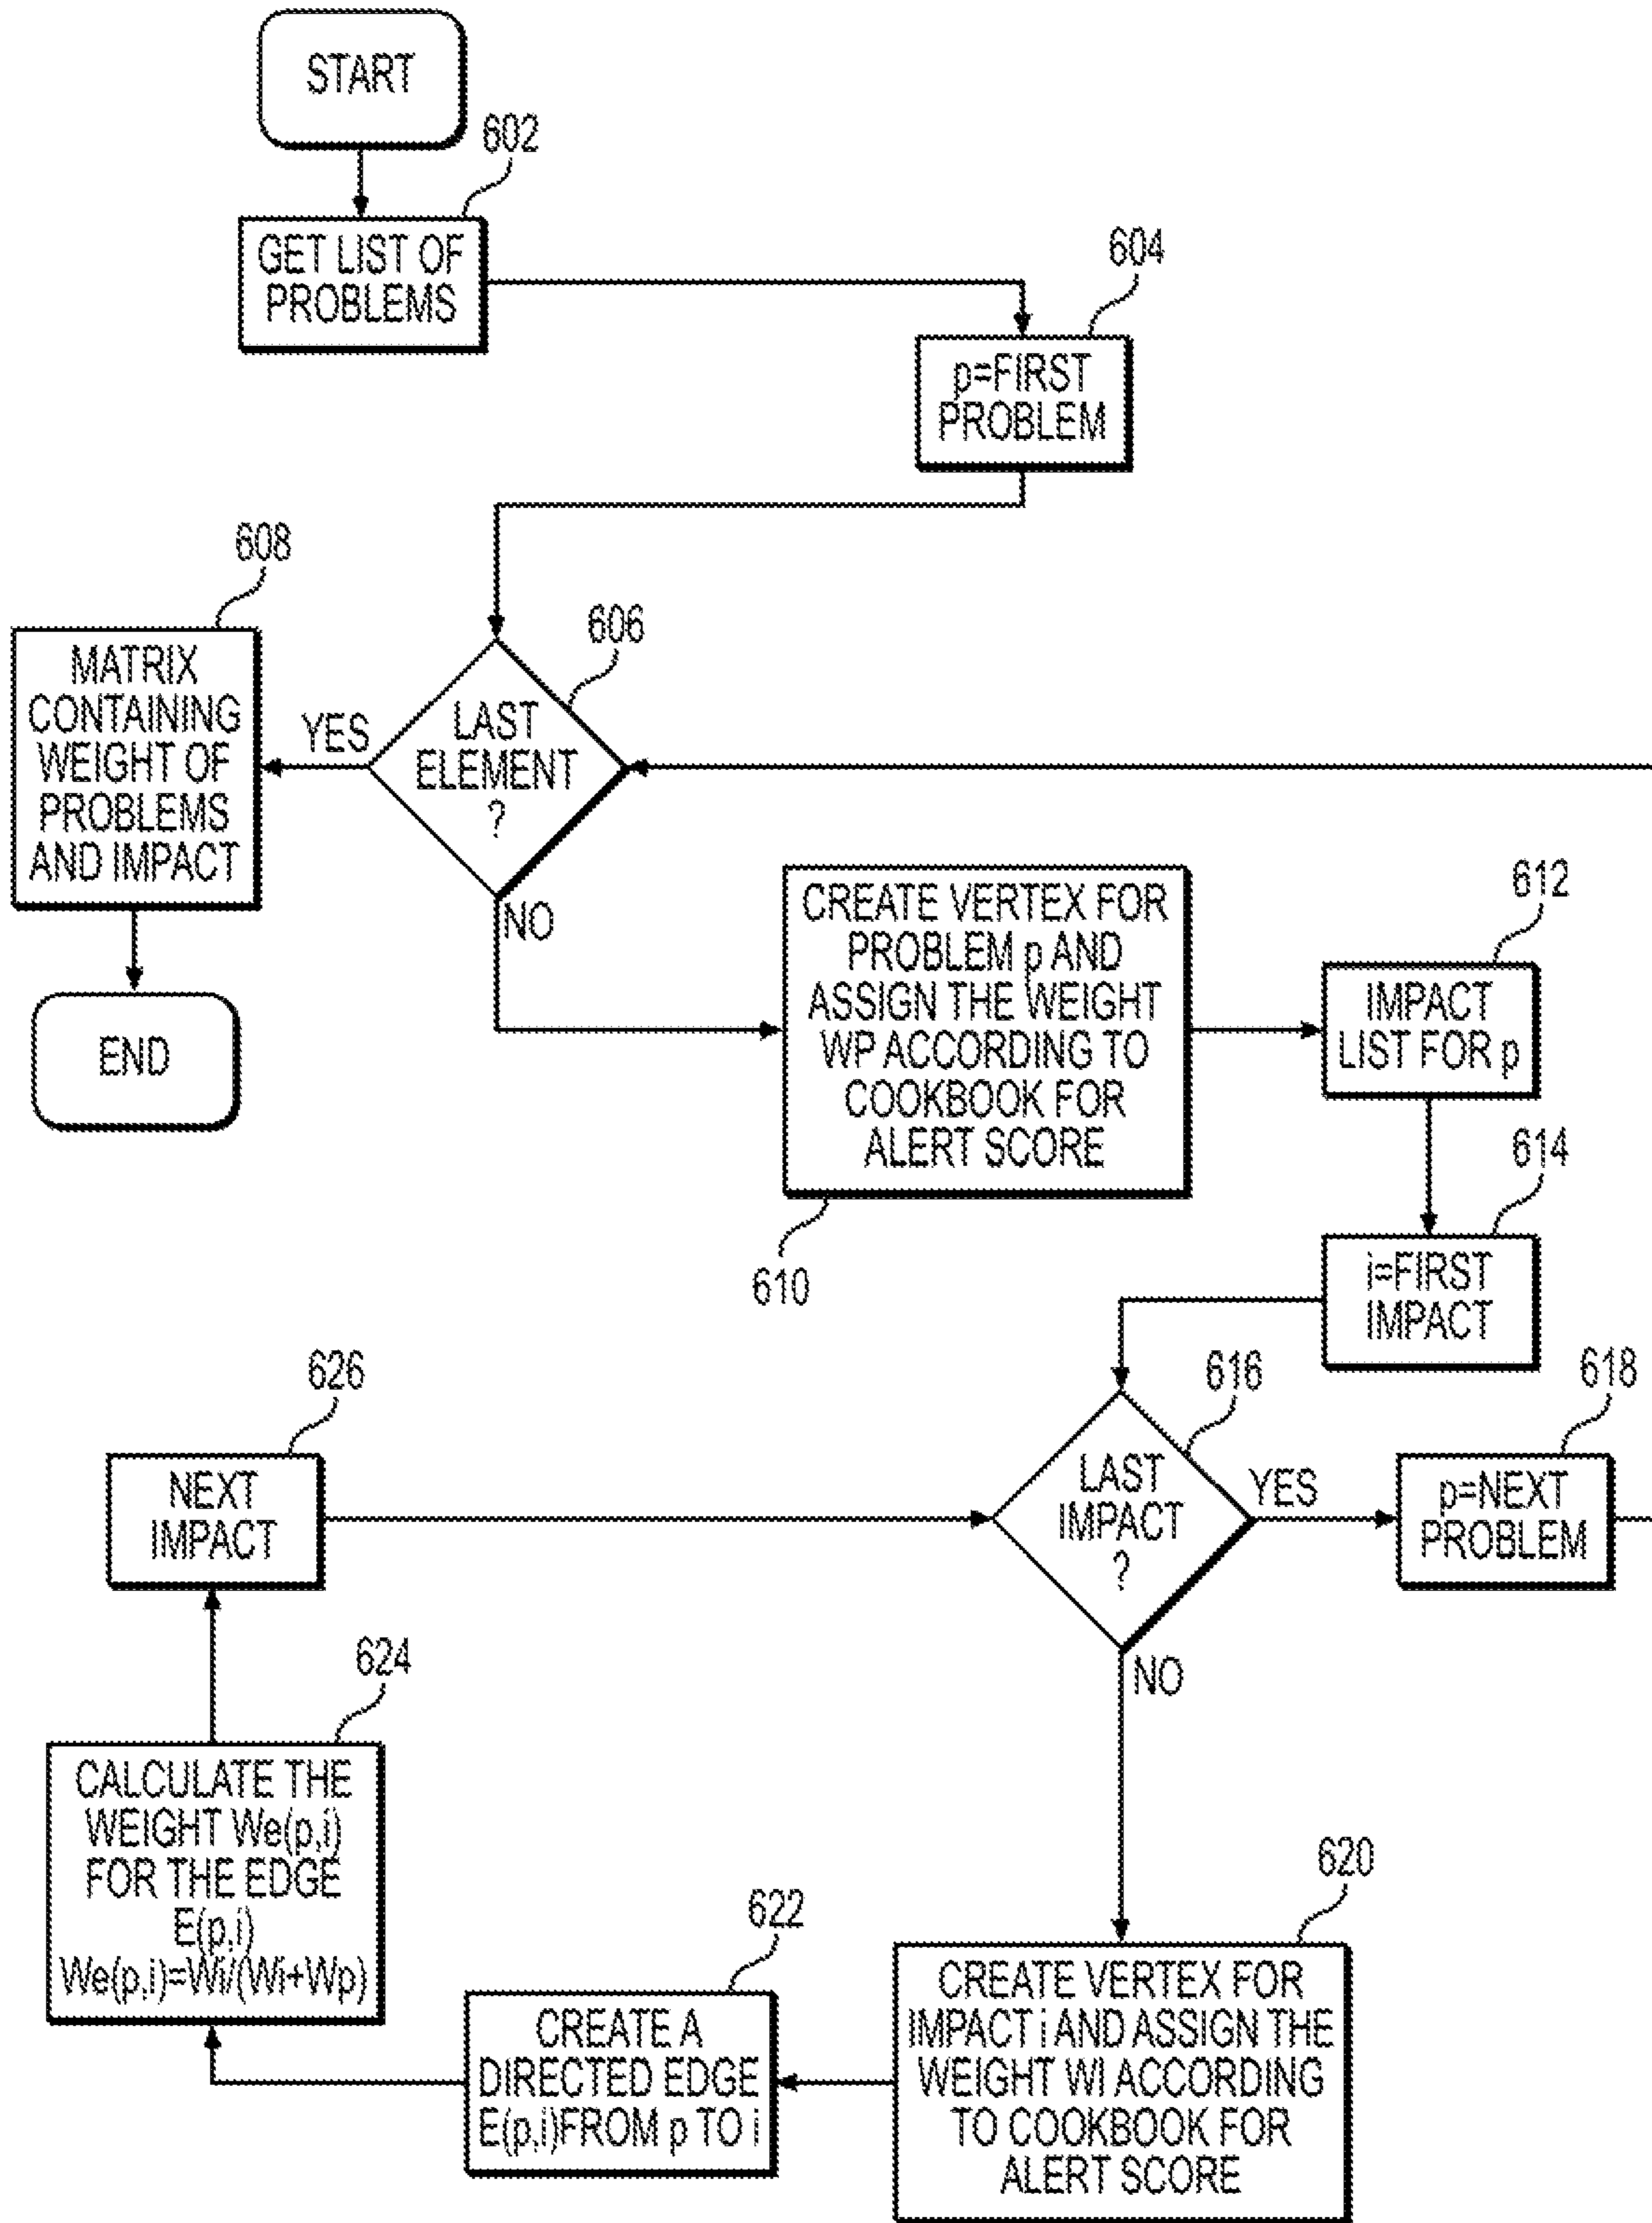 START
602
GET LIST OF
PROBLEMS
604
p=FIRST
PROBLEM
608
MATRIX
CONTAINING
WEIGHT OF
PROBLEMS
AND IMPACT
YES
606
LAST
ELEMENT
?
NO
END
CREATE VERTEX FOR
PROBLEM p AND
ASSIGN THE WEIGHT
WP ACCORDING TO
COOKBOOK FOR
ALERT SCORE
610
612
IMPACT
LIST FOR p
614
i=FIRST
IMPACT
616
LAST
IMPACT
?
YES
618
p=NEXT
PROBLEM
626
NEXT
IMPACT
NO
624
CALCULATE THE
WEIGHT We(p,i)
FOR THE EDGE
E(p,i)
We(p,i)=Wi/(Wi+Wp)
622
CREATE A
DIRECTED EDGE
E(p,i)FROM p TO i
620
CREATE VERTEX FOR
IMPACT i AND ASSIGN THE
WEIGHT WI ACCORDING
TO COOKBOOK FOR
ALERT SCORE